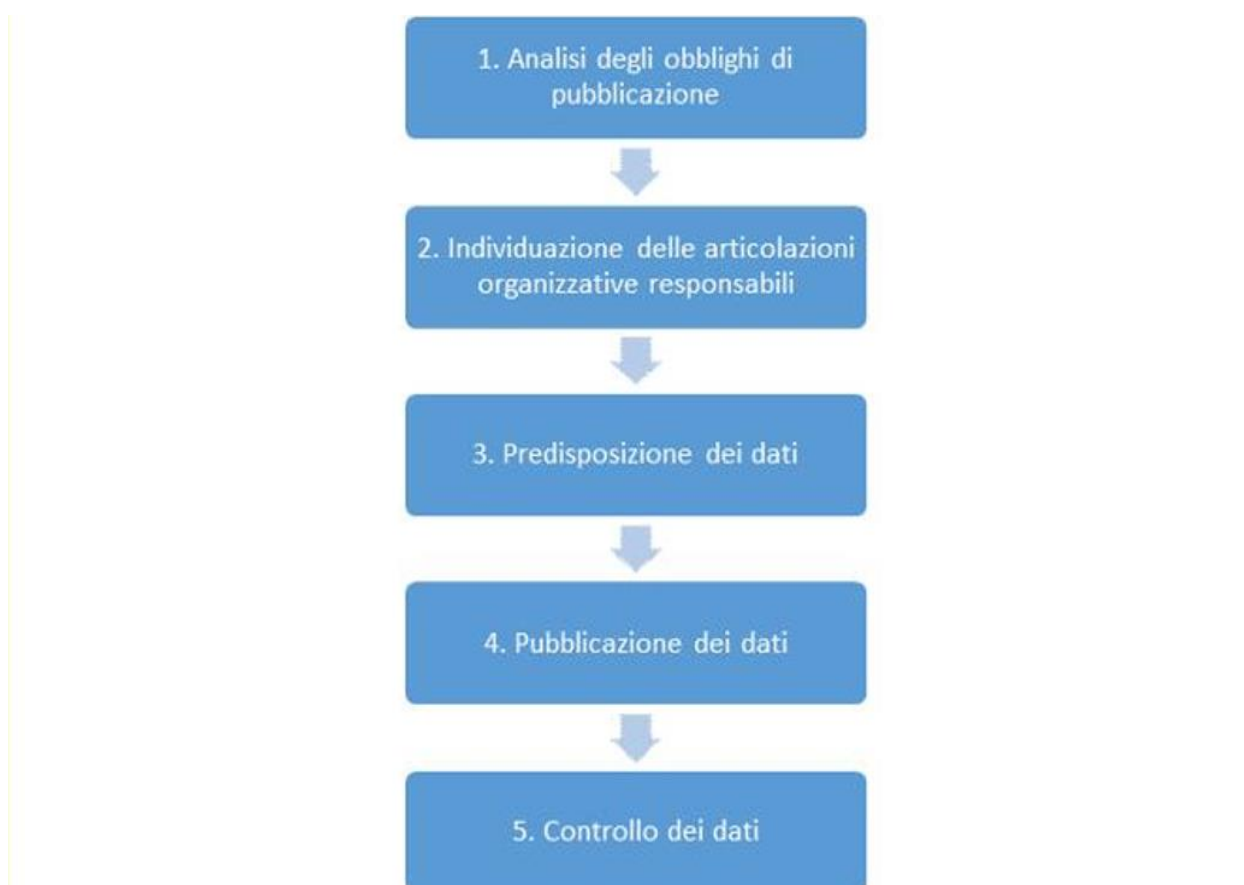 1. Analisi degli obblighi di
pubblicazione
2. Individuazione delle articolazioni
organizzative responsabili
3. Predisposizione dei dati
4. Pubblicazione dei dati
5. Controllo dei dati